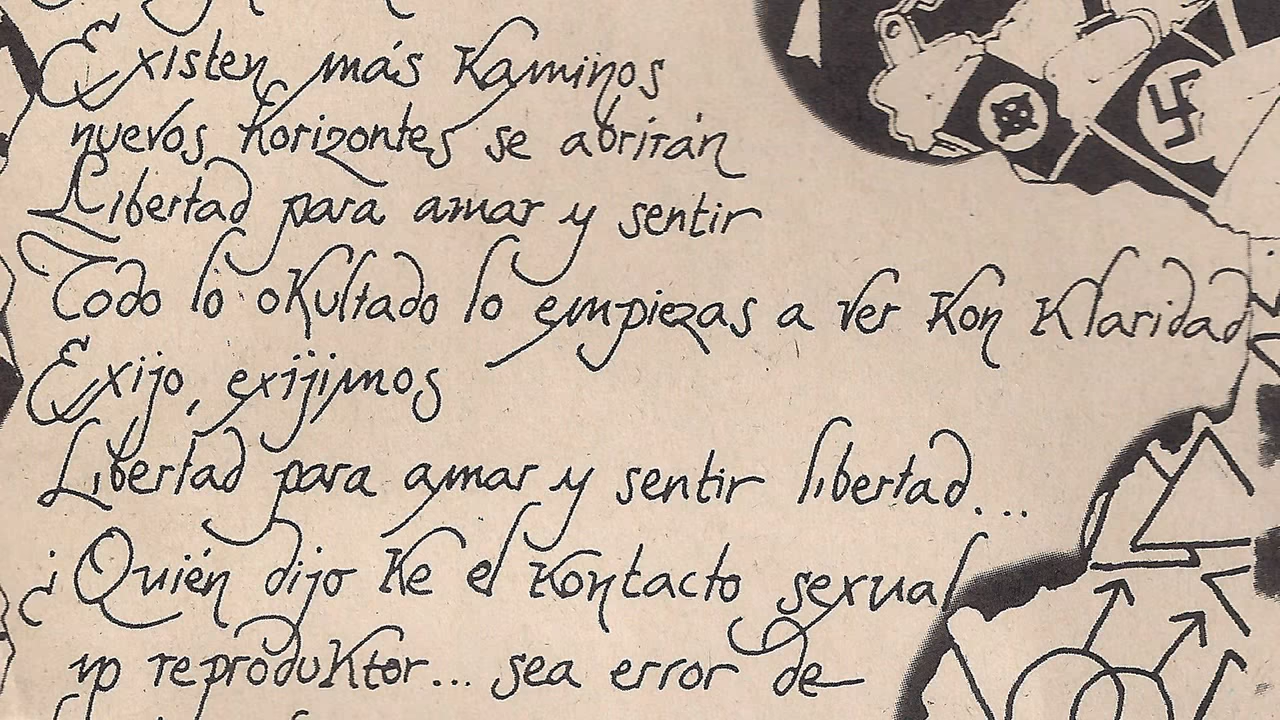 Existen más kaminos
nuevos horizontes se abrirán
Libertad para amar y sentir
Todo lo okultado lo empiezas a ver kon klaridad
Exijo, exijimos
Libertad para amar y sentir libertad...
¿Quién dijo ke el kontacto sexual
no reproduktor... sea error de